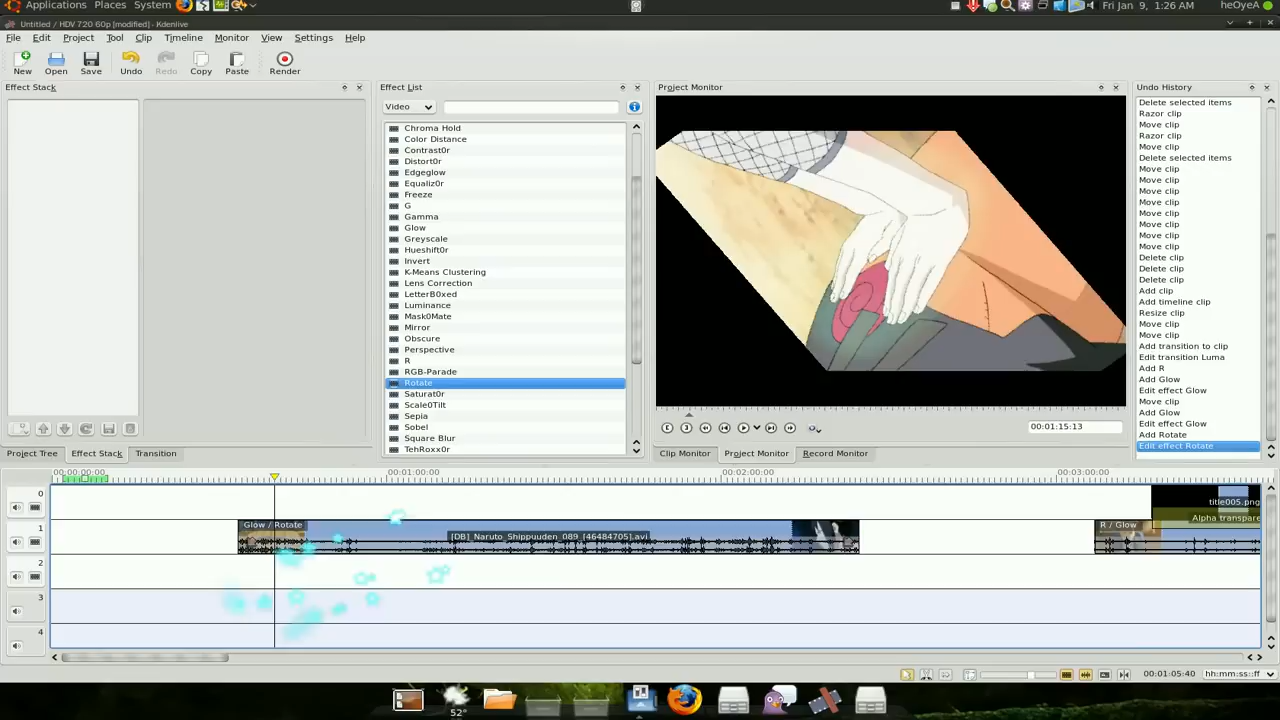 Applications Places System Fri Jan 9, 1:26 AM heOyeA
Untitled / HDV 720 60p [modified] - Kdenlive
File Edit Project Tool Clip Timeline Monitor View Settings Help
New Open Save Undo Redo Copy Paste Render
Effect Stack
Effect List
Video
Chroma Hold
Color Distance
Contrast0r
Distort0r
Edgeglow
Equaliz0r
Freeze
G
Gamma
Glow
Greyscale
Hueshift0r
Invert
K-Means Clustering
Lens Correction
LetterB0xed
Luminance
Mask0Mate
Mirror
Obscure
Perspective
R
RGB-Parade
Rotate
Saturat0r
Scale0Tilt
Sepia
Sobel
Square Blur
TehRoxx0r
Project Monitor
00:01:15:13
Undo History
Delete selected items
Razor clip
Move clip
Razor clip
Move clip
Delete selected items
Move clip
Move clip
Move clip
Move clip
Move clip
Move clip
Move clip
Move clip
Delete clip
Delete clip
Delete clip
Add clip
Add timeline clip
Resize clip
Move clip
Move clip
Add transition to clip
Edit transition Luma
Add R
Add Glow
Edit effect Glow
Move clip
Add Glow
Edit effect Glow
Add Rotate
Edit effect Rotate
Project Tree Effect Stack Transition
Clip Monitor Project Monitor Record Monitor
00:00:00:00 00:01:00:00 00:02:00:00 00:03:00:00
0
title005.png
Alpha transpare
1
Glow / Rotate
[DB]_Naruto_Shippuuden_089_[46484705].avi
R / Glow
2
3
4
00:01:05:40 hh:mm:ss::ff
52°